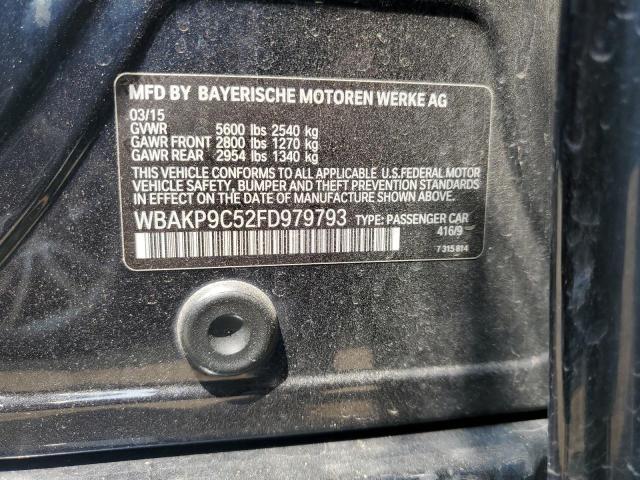 MFD BY BAYERISCHE MOTOREN WERKE AG
03/15
GVWR 5600 lbs 2540 kg
GAWR FRONT 2800 lbs 1270 kg
GAWR REAR 2954 lbs 1340 kg
THIS VEHICLE CONFORMS TO ALL APPLICABLE U.S.FEDERAL MOTOR
VEHICLE SAFETY, BUMPER AND THEFT PREVENTION STANDARDS
IN EFFECT ON THE DATE OF MANUFACTURE SHOWN ABOVE.
WBAKP9C52FD979793 TYPE: PASSENGER CAR
416/9
7 315 814